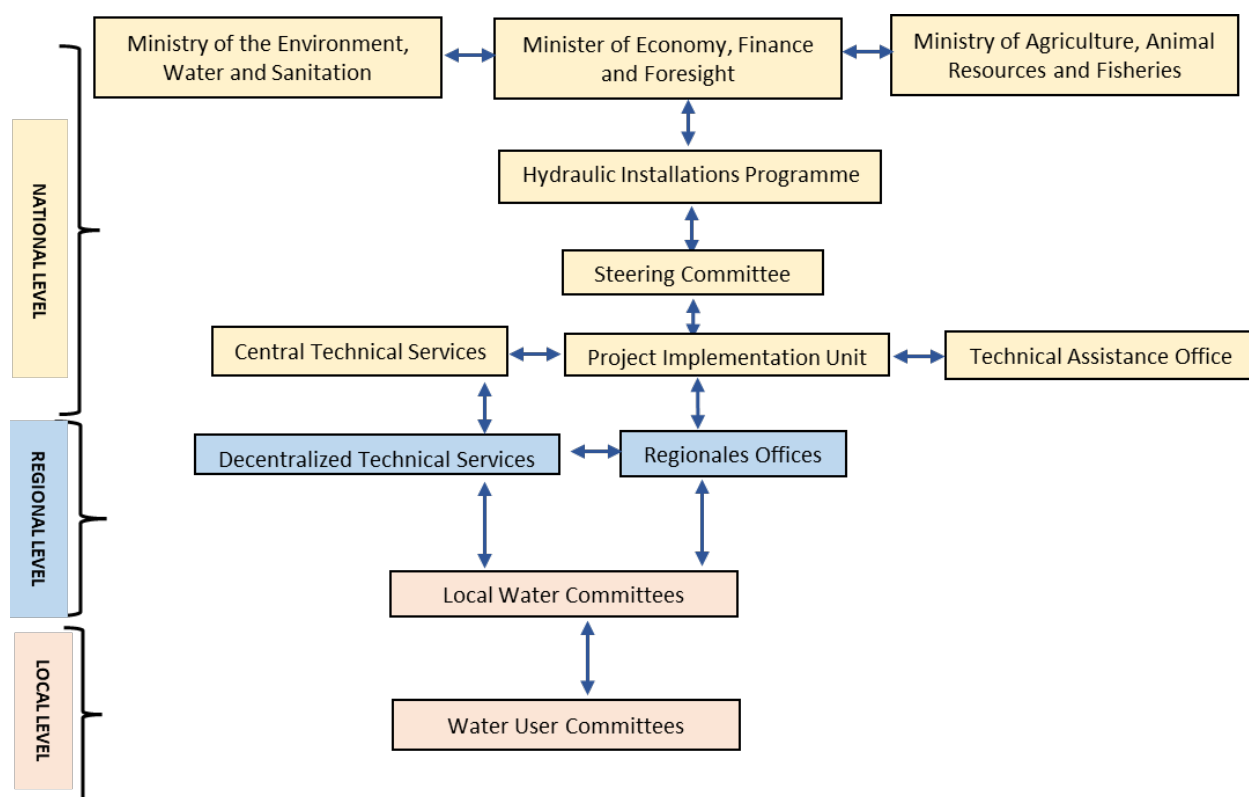 Ministry of the Environment,
Water and Sanitation
Minister of Economy, Finance
and Foresight
Ministry of Agriculture, Animal
Resources and Fisheries
NATIONAL LEVEL
Hydraulic Installations Programme
Steering Committee
Central Technical Services
Project Implementation Unit
Technical Assistance Office
REGIONAL LEVEL
Decentralized Technical Services
Regionales Offices
Local Water Committees
LOCAL LEVEL
Water User Committees